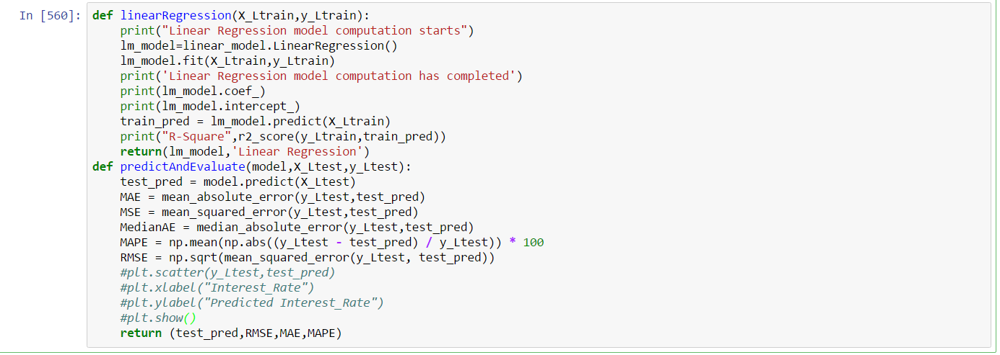 In [560]: def linearRegression(X_Ltrain,y_Ltrain):
    print("Linear Regression model computation starts")
    lm_model=linear_model.LinearRegression()
    lm_model.fit(X_Ltrain,y_Ltrain)
    print('Linear Regression model computation has completed')
    print(lm_model.coef_)
    print(lm_model.intercept_)
    train_pred = lm_model.predict(X_Ltrain)
    print("R-Square",r2_score(y_Ltrain,train_pred))
    return(lm_model,'Linear Regression')
def predictAndEvaluate(model,X_Ltest,y_Ltest):
    test_pred = model.predict(X_Ltest)
    MAE = mean_absolute_error(y_Ltest,test_pred)
    MSE = mean_squared_error(y_Ltest,test_pred)
    MedianAE = median_absolute_error(y_Ltest,test_pred)
    MAPE = np.mean(np.abs((y_Ltest - test_pred) / y_Ltest)) * 100
    RMSE = np.sqrt(mean_squared_error(y_Ltest, test_pred))
    #plt.scatter(y_Ltest,test_pred)
    #plt.xlabel("Interest_Rate")
    #plt.ylabel("Predicted Interest_Rate")
    #plt.show()
    return (test_pred,RMSE,MAE,MAPE)